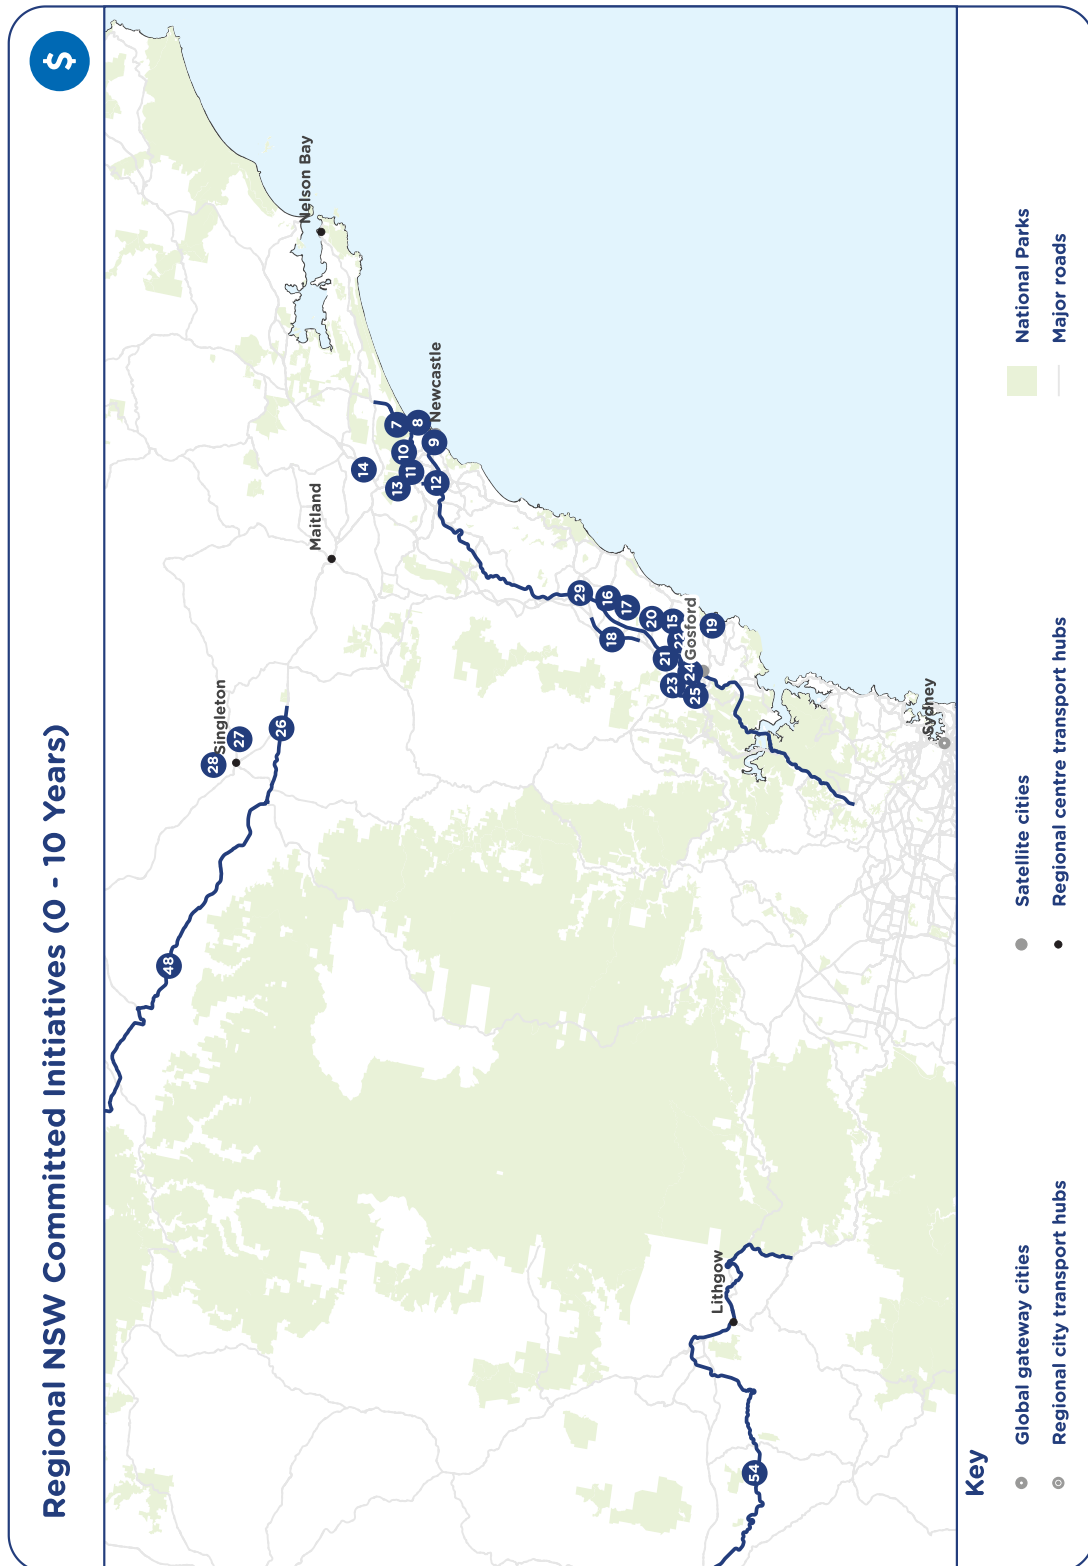 Regional NSW Committed Initiatives (0 - 10 Years)
$
Nelson Bay
Newcastle
Maitland
Singleton
Gosford
Sydney
Lithgow
7
8
9
10
11
12
13
14
29
16
17
18
20
15
19
22
21
24
23
25
26
27
28
48
54
Key
Global gateway cities
Regional city transport hubs
Satellite cities
Regional centre transport hubs
National Parks
Major roads